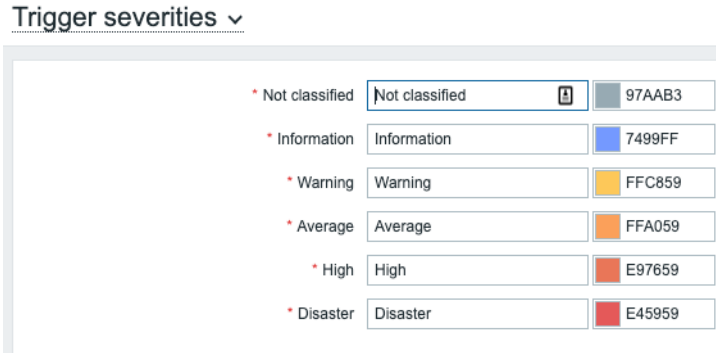 Trigger severities
* Not classified Not classified 97AAB3
* Information Information 7499FF
* Warning Warning FFC859
* Average Average FFA059
* High High E97659
* Disaster Disaster E45959